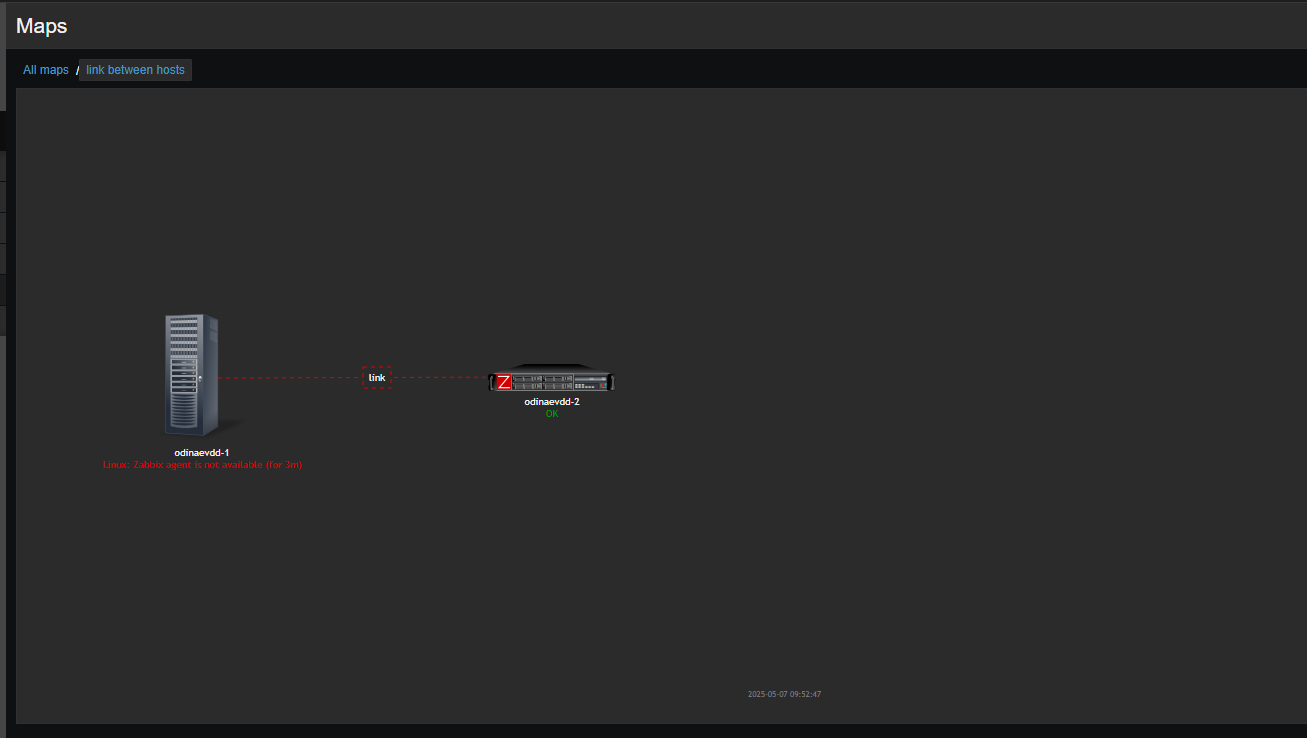 Maps
All maps / link between hosts
link
Z
odinaevdd-2
OK
odinaevdd-1
Linux: Zabbix agent is not available (for 3m)
2025-05-07 09:52:47